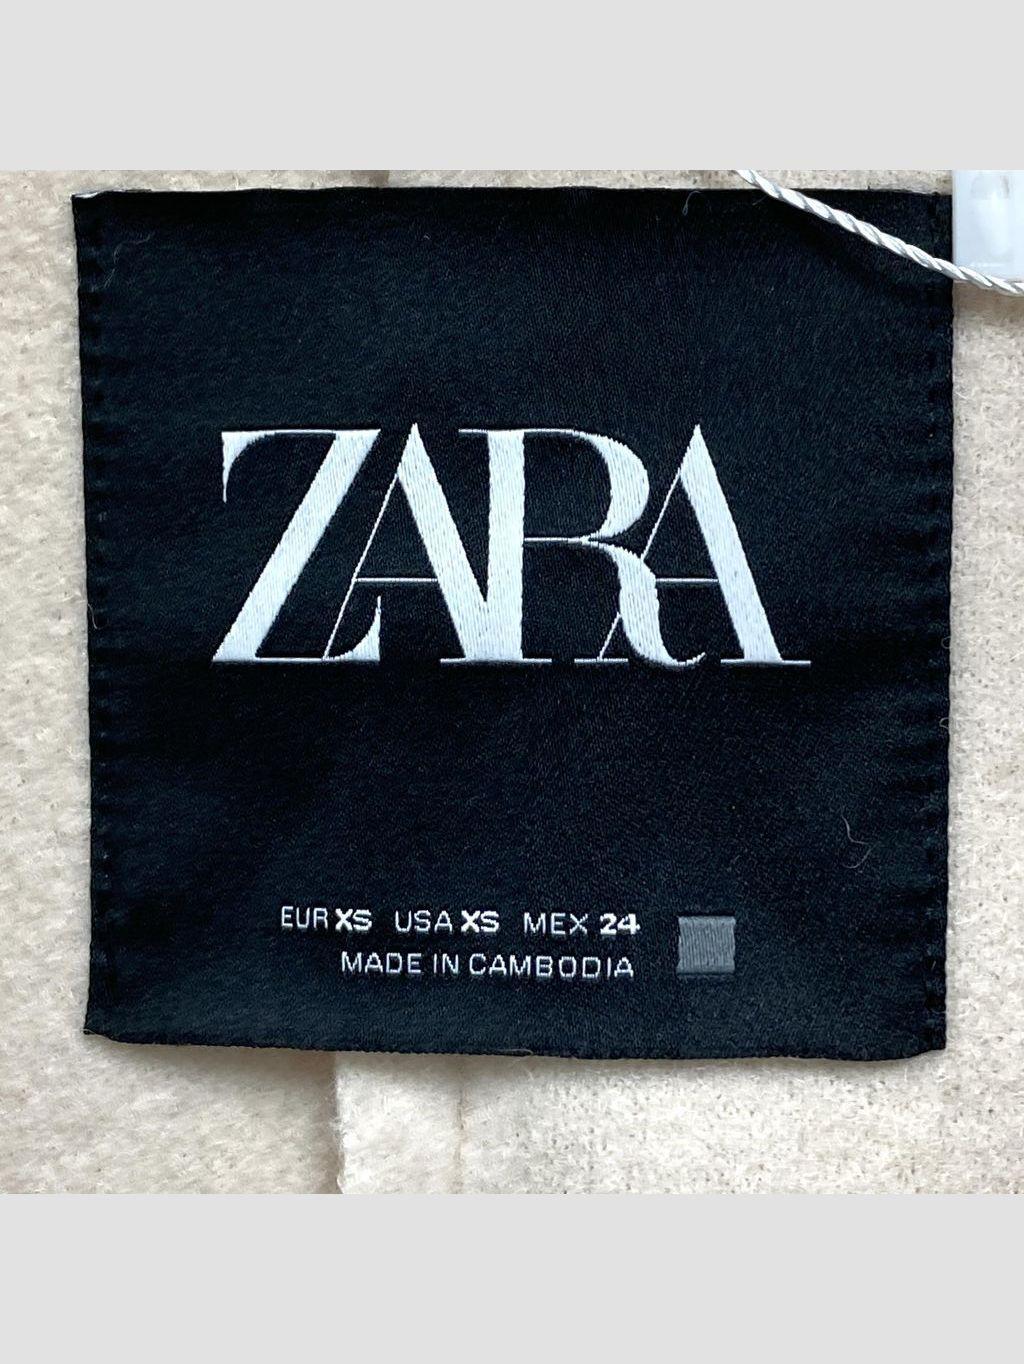 ZARA
EUR XS USA XS MEX 24
MADE IN CAMBODIA